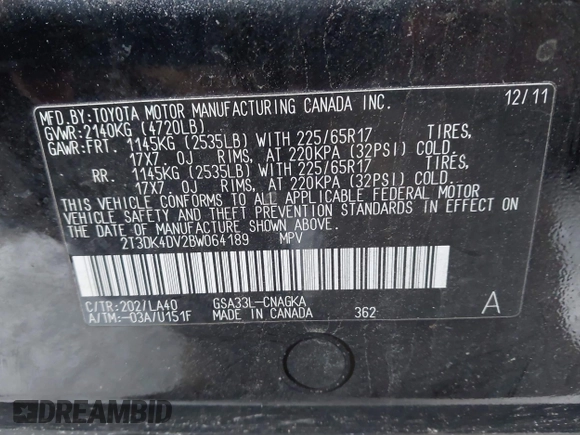 MFD.BY:TOYOTA MOTOR MANUFACTURING CANADA INC. 12/11
GVWR:2140KG (4720LB)
GAWR:FRT. 1145KG (2535LB) WITH 225/65R17 TIRES,
17X7. 0J RIMS, AT 220KPA (32PSI) COLD.
RR. 1145KG (2535LB) WITH 225/65R17 TIRES,
17X7. 0J RIMS, AT 220KPA (32PSI) COLD.
THIS VEHICLE CONFORMS TO ALL APPLICABLE FEDERAL MOTOR
VEHICLE SAFETY AND THEFT PREVENTION STANDARDS IN EFFECT ON
THE DATE OF MANUFACTURE SHOWN ABOVE.
2T3DK4DV2BW064189 MPV
C/TR:202/LA40 GSA33L-CNAGKA A
A/TM:-03A/U151F MADE IN CANADA 362
DREAMBID